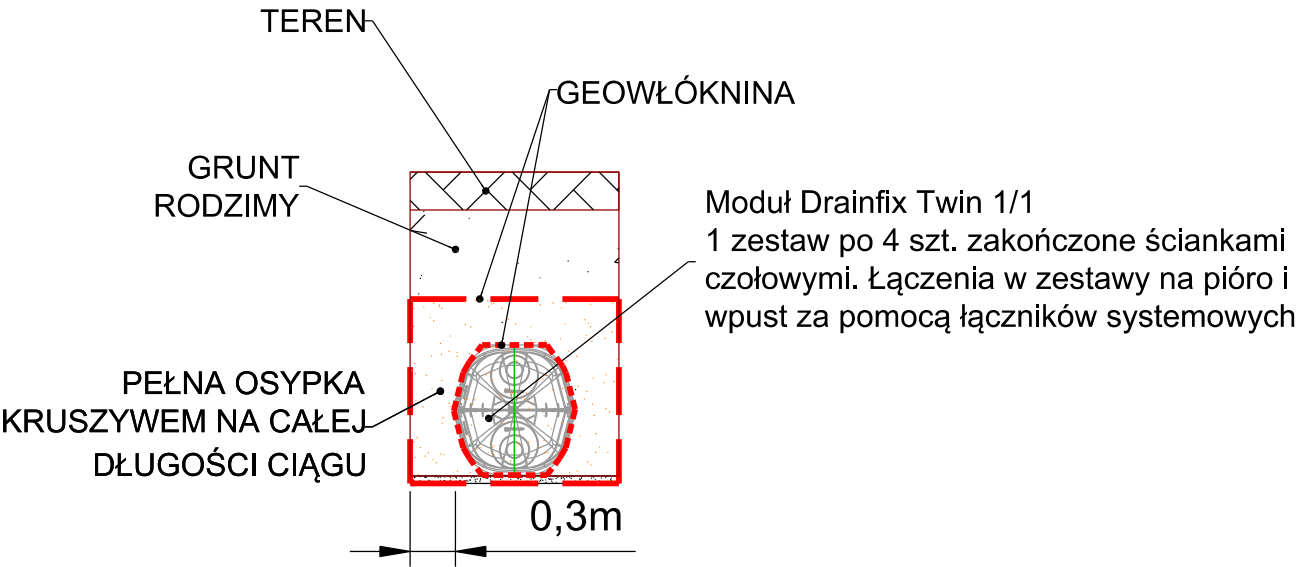 TEREN
GEOWŁÓKNINA
GRUNT
RODZIMY
Moduł Drainfix Twin 1/1
1 zestaw po 4 szt. zakończone ściankami
czołowymi. Łączenia w zestawy na pióro i
wpust za pomocą łączników systemowych
PEŁNA OSYPKA
KRUSZYWEM NA CAŁEJ
DŁUGOŚCI CIĄGU
0,3m